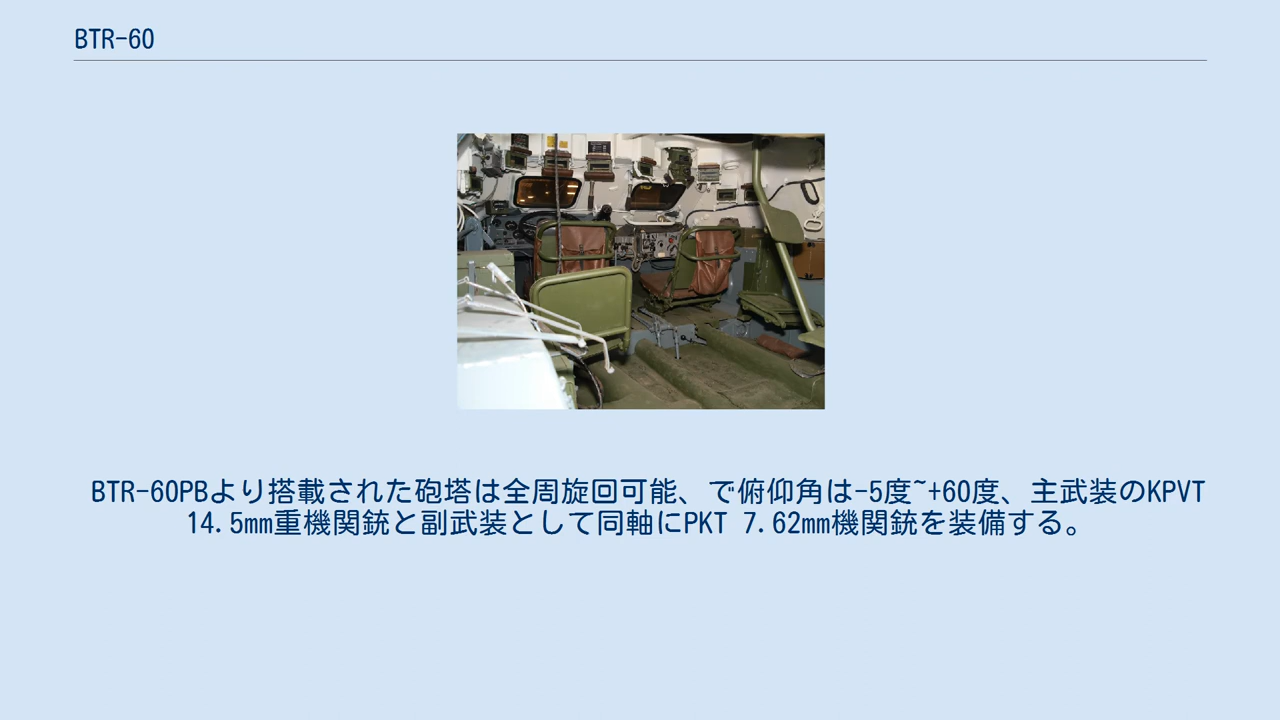 BTR-60
BTR-60PBより搭載された砲塔は全周旋回可能、で俯仰角は-5度~+60度、主武装のKPVT
14.5mm重機関銃と副武装として同軸にPKT 7.62mm機関銃を装備する。